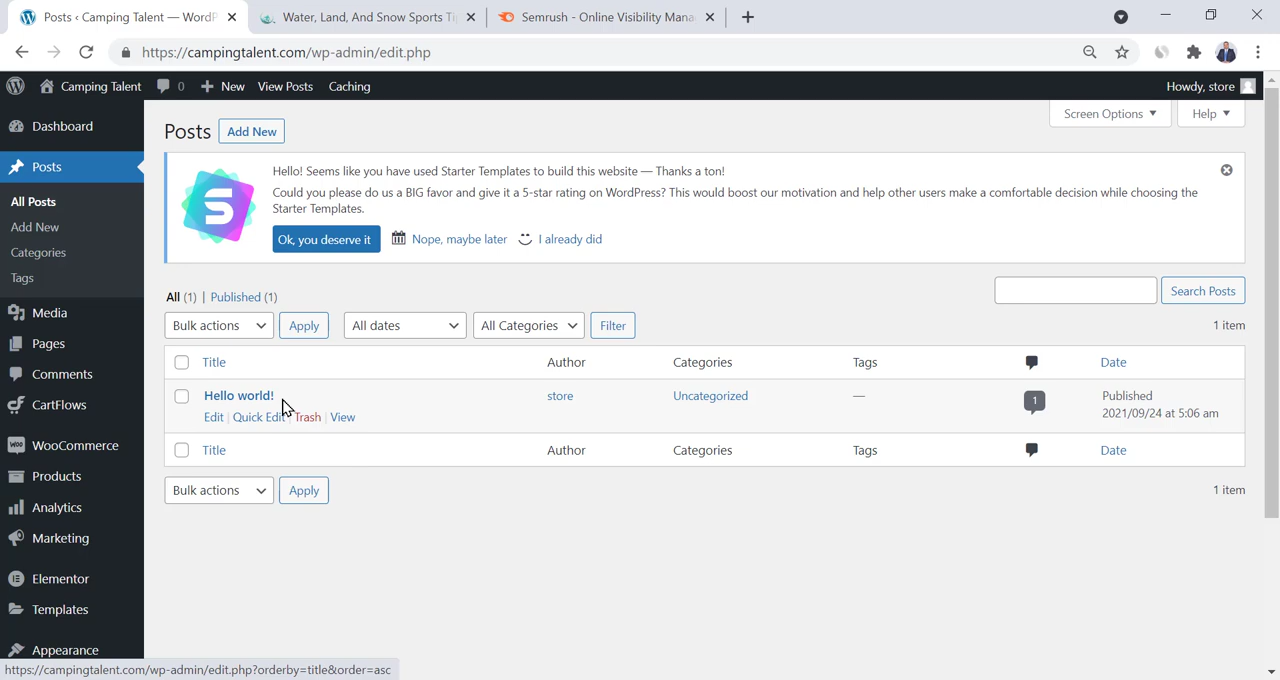 Posts ‹ Camping Talent — WordP
Water, Land, And Snow Sports Ti
Semrush - Online Visibility Mana
https://campingtalent.com/wp-admin/edit.php
Camping Talent
0
New
View Posts
Caching
Howdy, store
Dashboard
Posts
All Posts
Add New
Categories
Tags
Media
Pages
Comments
CartFlows
WooCommerce
Products
Analytics
Marketing
Elementor
Templates
Appearance
Posts
Add New
Screen Options
Help
Hello! Seems like you have used Starter Templates to build this website — Thanks a ton!
Could you please do us a BIG favor and give it a 5-star rating on WordPress? This would boost our motivation and help other users make a comfortable decision while choosing the
Starter Templates.
Ok, you deserve it
Nope, maybe later
I already did
All (1) | Published (1)
Search Posts
Bulk actions
Apply
All dates
All Categories
Filter
1 item
Title
Author
Categories
Tags
Date
Hello world!
store
Uncategorized
—
1
Published
2021/09/24 at 5:06 am
Edit | Quick Edit | Trash | View
Title
Author
Categories
Tags
Date
Bulk actions
Apply
1 item
https://campingtalent.com/wp-admin/edit.php?orderby=title&order=asc